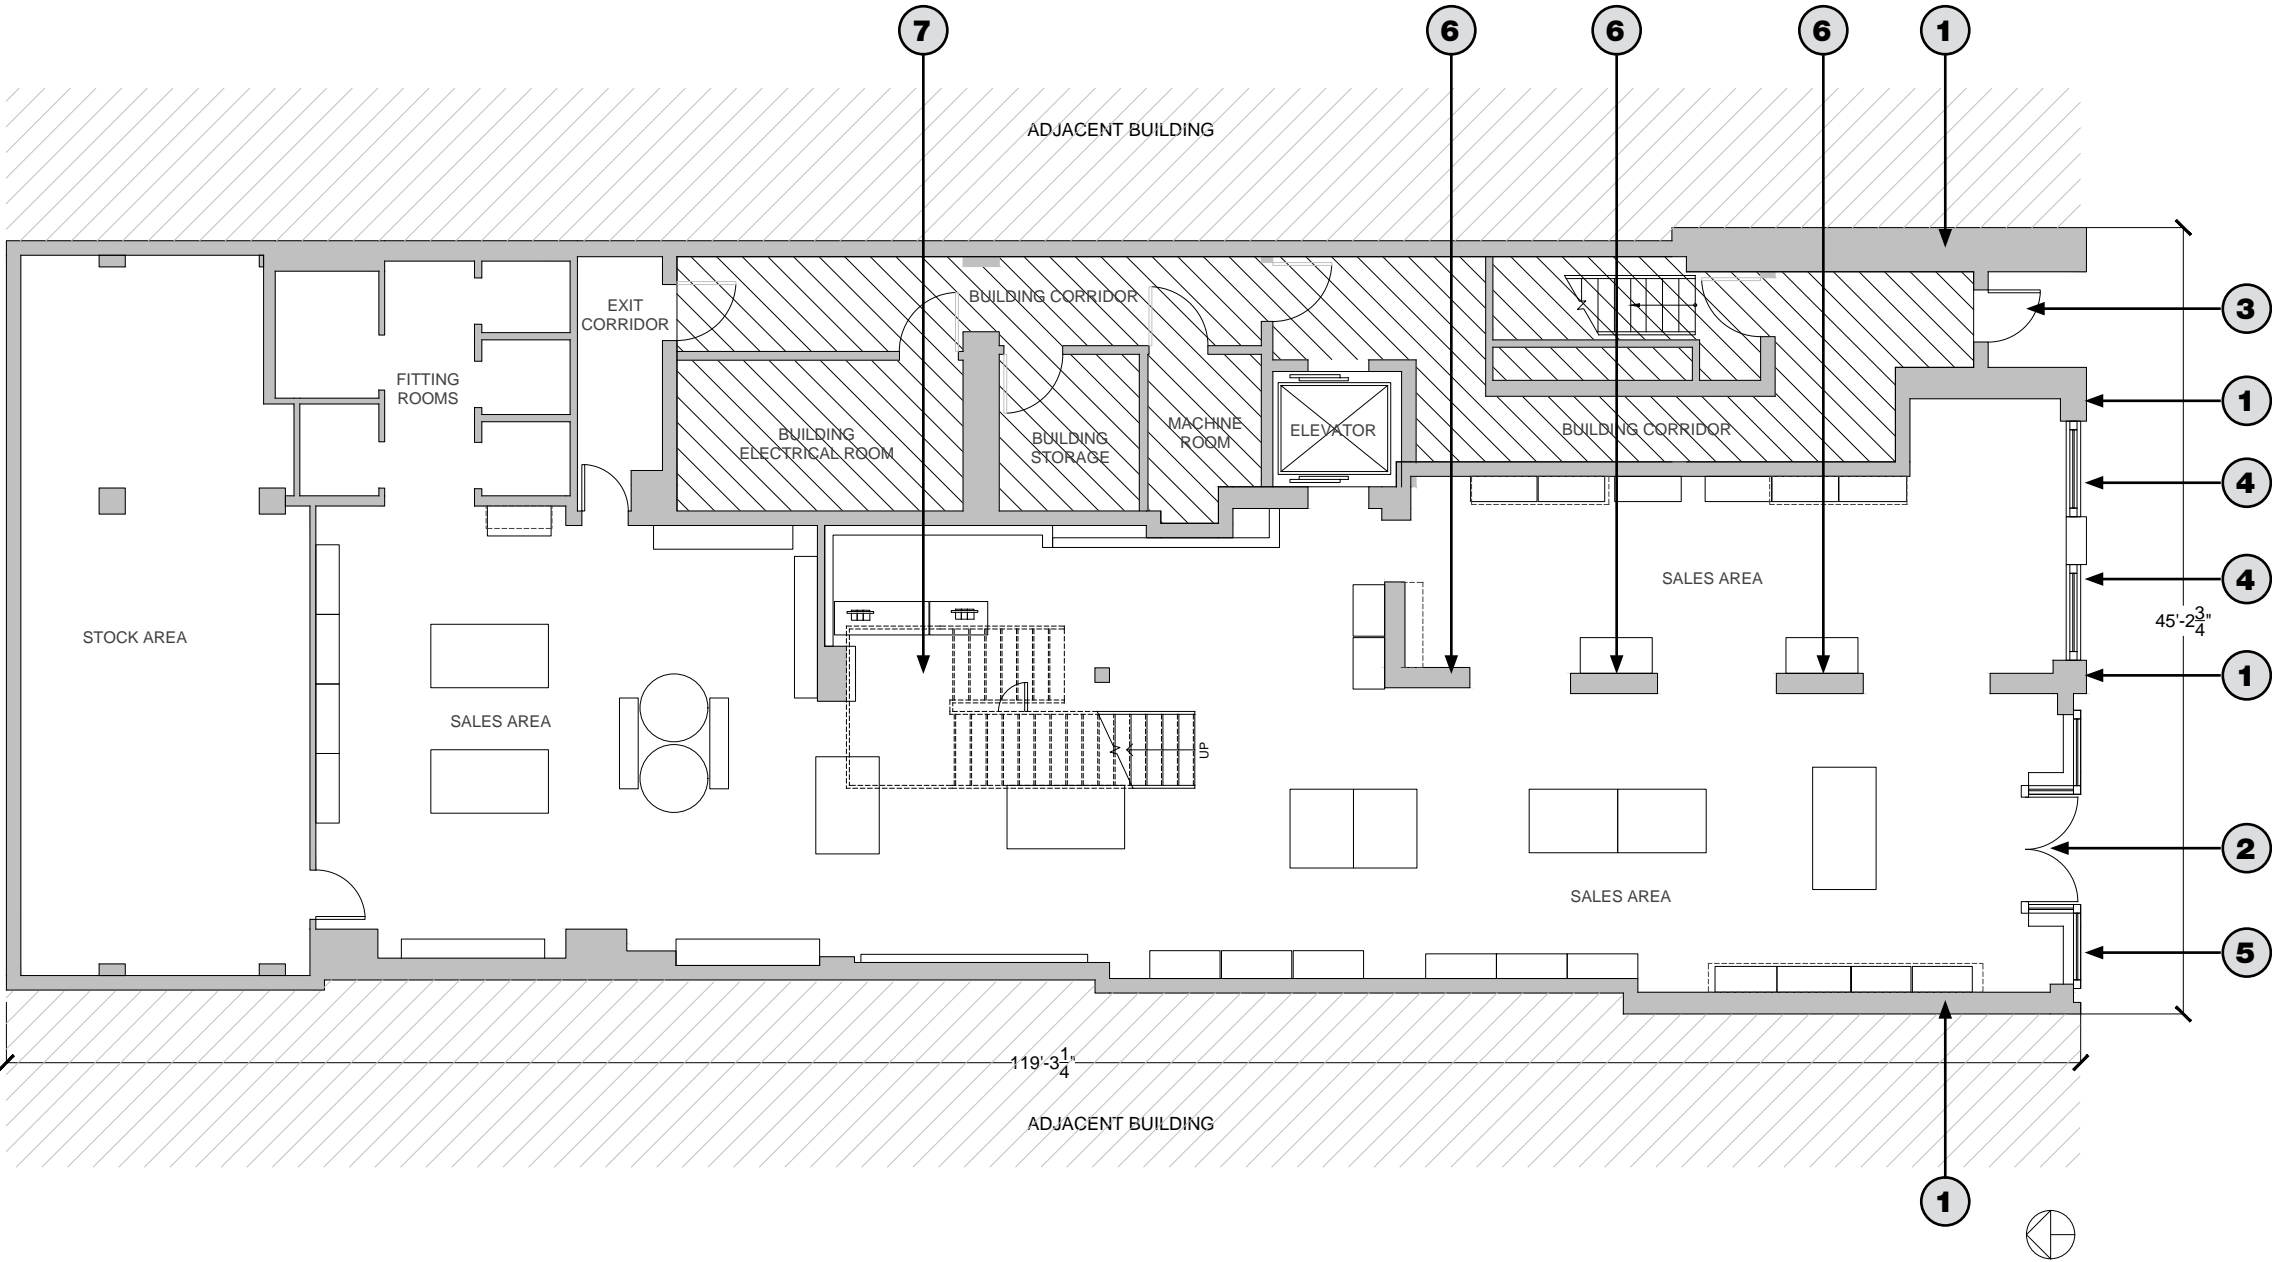 7
6
6
6
1
ADJACENT BUILDING
BUILDING CORRIDOR
EXIT
CORRIDOR
3
FITTING
ROOMS
1
MACHINE
ROOM
ELEVATOR
BUILDING CORRIDOR
BUILDING
ELECTRICAL ROOM
BUILDING
STORAGE
4
SALES AREA
4
45'-2 3/4"
STOCK AREA
1
SALES AREA
UP
2
SALES AREA
5
119'-3 1/4"
ADJACENT BUILDING
1